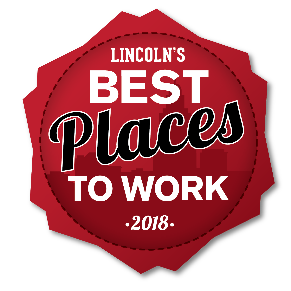 LINCOLN'S
BEST
Places
TO WORK
·2018·